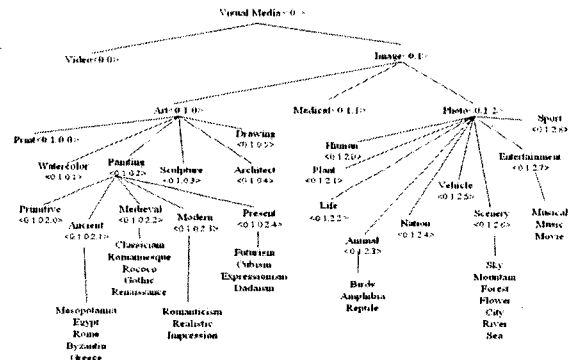 Visual Media<0.>
Video<0.0>
Image<0.1>
Art<0.1.0>
Medical<0.1.1>
Photo<0.1.2>
Sport
<0.1.2.8>
Print<0.1.0.0>
Drawing
<0.1.0.5>
Human
<0.1.2.0>
Entertainment
<0.1.2.7>
Watercolor
<0.1.0.1>
Painting
<0.1.0.2>
Sculpture
<0.1.0.3>
Architect
<0.1.0.4>
Plant
<0.1.2.1>
Vehicle
<0.1.2.5>
Primitive
<0.1.0.2.0>
Medieval
<0.1.0.2.2>
Present
<0.1.0.2.4>
Life
<0.1.2.2>
Ancient
<0.1.0.2.1>
Modern
<0.1.0.2.3>
Nation
<0.1.2.4>
Scenery
<0.1.2.6>
Musical
Music
Movie
Animal
<0.1.2.3>
Classicism
Romanesque
Rococo
Gothic
Renaissance
Futurism
Cubism
Expressionism
Dadaism
Sky
Mountain
Forest
Flower
City
River
Sea
Birds
Amphibia
Reptile
Mesopotamia
Egypt
Rome
Byzantin
Greece
Romanticism
Realistic
Impression